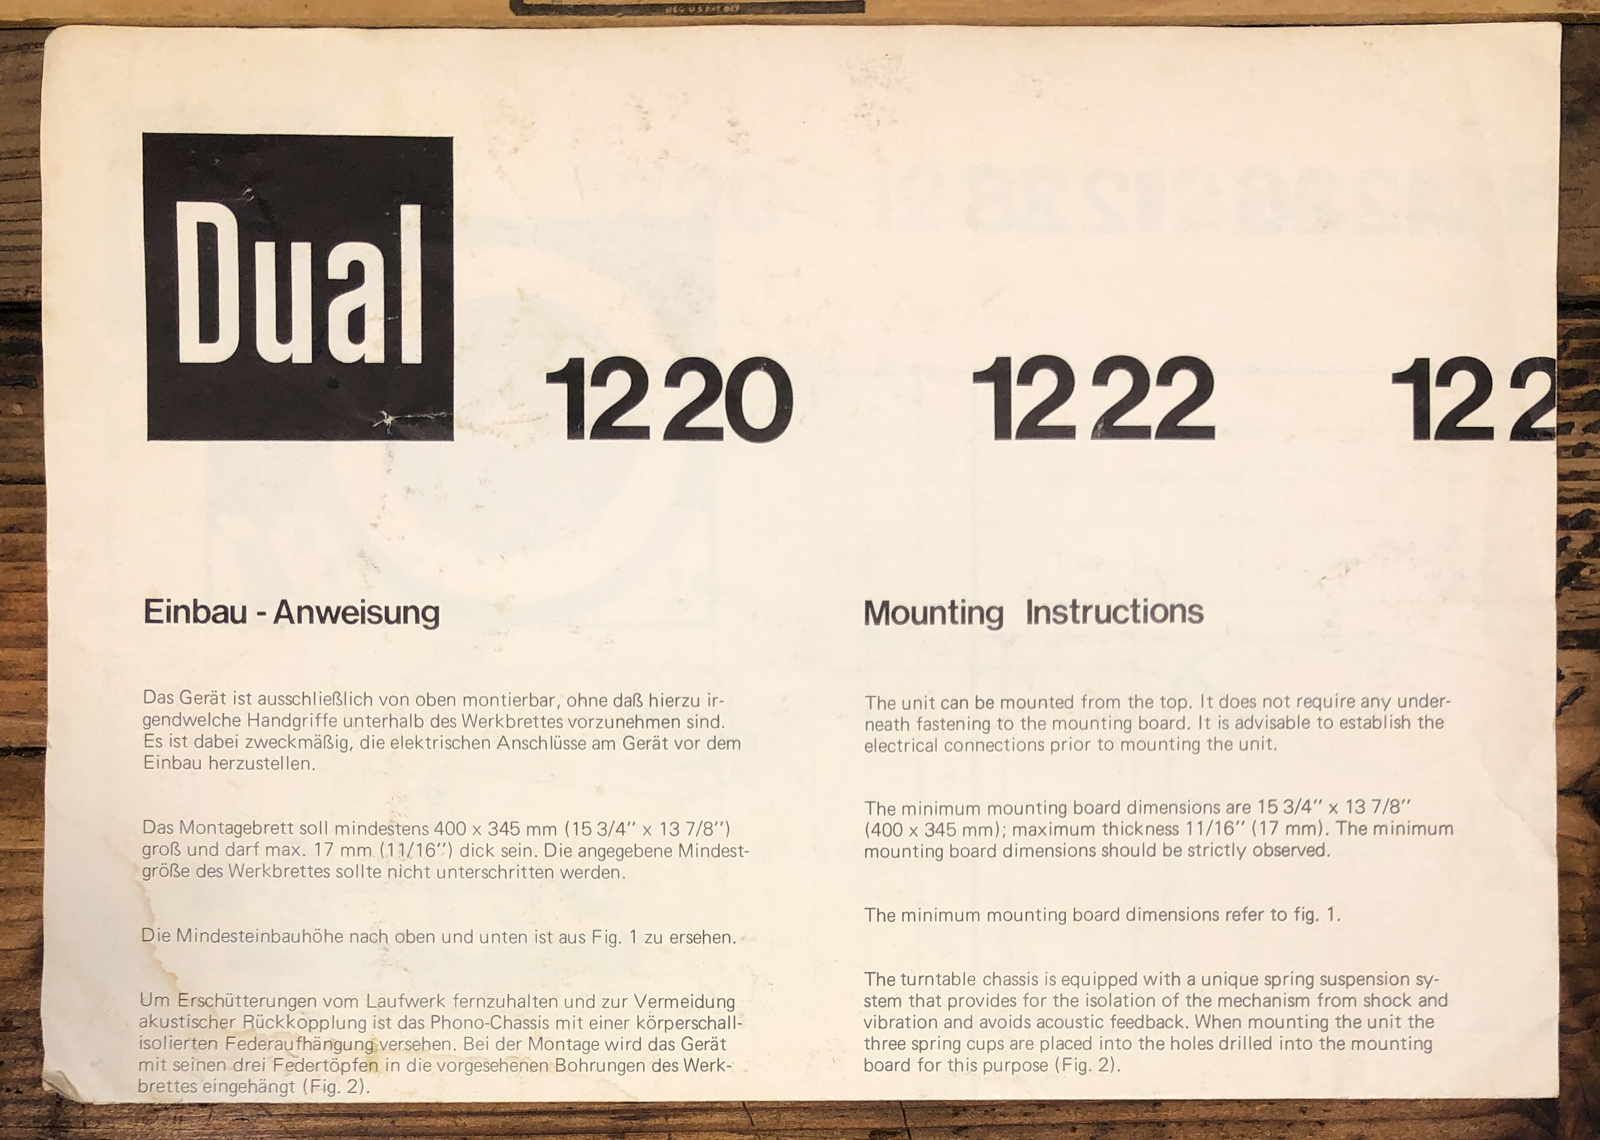 REG U S PAT OFF
Dual
1220 1222 122
Einbau - Anweisung
Das Gerät ist ausschließlich von oben montierbar, ohne daß hierzu ir-
gendwelche Handgriffe unterhalb des Werkbrettes vorzunehmen sind.
Es ist dabei zweckmäßig, die elektrischen Anschlüsse am Gerät vor dem
Einbau herzustellen.
Das Montagebrett soll mindestens 400 x 345 mm (15 3/4" x 13 7/8")
groß und darf max. 17 mm (11/16") dick sein. Die angegebene Mindest-
größe des Werkbrettes sollte nicht unterschritten werden.
Die Mindesteinbauhöhe nach oben und unten ist aus Fig. 1 zu ersehen.
Um Erschütterungen vom Laufwerk fernzuhalten und zur Vermeidung
akustischer Rückkopplung ist das Phono-Chassis mit einer körperschall-
isolierten Federaufhängung versehen. Bei der Montage wird das Gerät
mit seinen drei Federtöpfen in die vorgesehenen Bohrungen des Werk-
brettes eingehängt (Fig. 2).
Mounting Instructions
The unit can be mounted from the top. It does not require any under-
neath fastening to the mounting board. It is advisable to establish the
electrical connections prior to mounting the unit.
The minimum mounting board dimensions are 15 3/4" x 13 7/8"
(400 x 345 mm); maximum thickness 11/16" (17 mm). The minimum
mounting board dimensions should be strictly observed.
The minimum mounting board dimensions refer to fig. 1.
The turntable chassis is equipped with a unique spring suspension sy-
stem that provides for the isolation of the mechanism from shock and
vibration and avoids acoustic feedback. When mounting the unit the
three spring cups are placed into the holes drilled into the mounting
board for this purpose (Fig. 2).